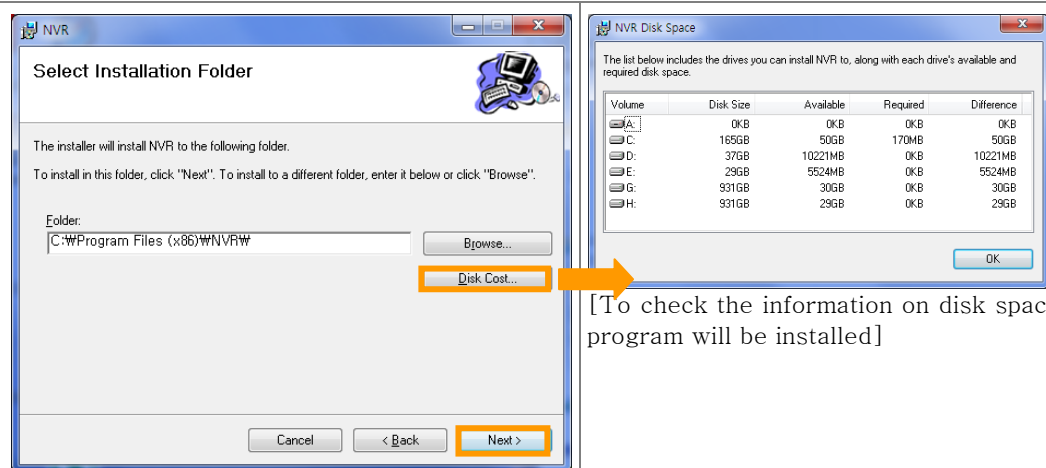 NVR
Select Installation Folder
The installer will install NVR to the following folder.
To install in this folder, click "Next". To install to a different folder, enter it below or click "Browse".
Folder:
C:₩Program Files (x86)₩NVR₩
Browse...
Disk Cost...
Cancel
< Back
Next >
NVR Disk Space
The list below includes the drives you can install NVR to, along with each drive's available and
required disk space.
Volume Disk Size Available Required Difference
A: 0KB 0KB 0KB 0KB
C: 165GB 50GB 170MB 50GB
D: 37GB 10221MB 0KB 10221MB
E: 29GB 5524MB 0KB 5524MB
G: 931GB 30GB 0KB 30GB
H: 931GB 29GB 0KB 29GB
OK
[To check the information on disk spac
program will be installed]